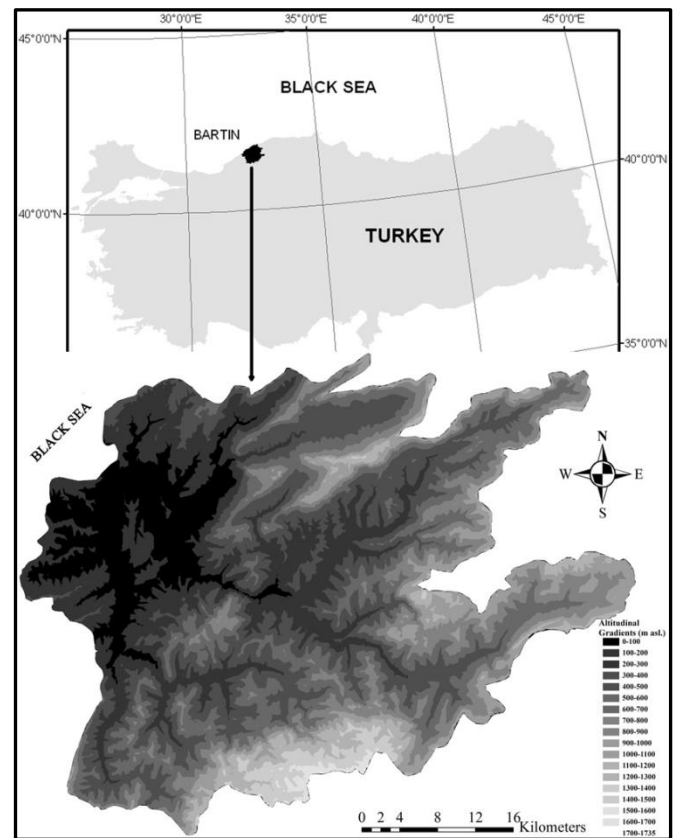 30°0'0"E 35°0'0"E 40°0'0"E 45°0'0"E
45°0'0"N
BLACK SEA
BARTIN
40°0'0"N
40°0'0"N
TURKEY
35°0'0"N
BLACK SEA
N
W E
S
Altitudinal
Gradients (m asl.)
0-100
100-200
200-300
300-400
400-500
500-600
600-700
700-800
800-900
900-1000
1000-1100
1100-1200
1200-1300
1300-1400
1400-1500
1500-1600
1600-1700
1700-1735
0 2 4 8 12 16
Kilometers